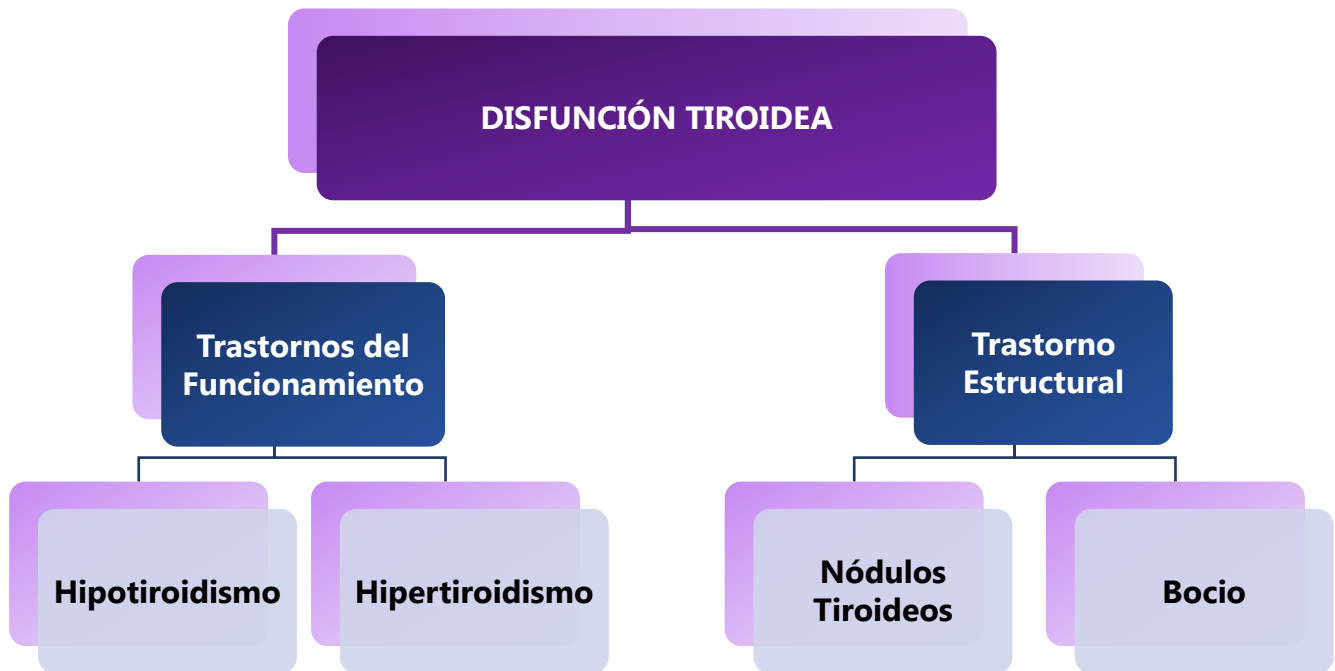 DISFUNCIÓN TIROIDEA
Trastornos del
Funcionamiento
Trastorno
Estructural
Hipotiroidismo
Hipertiroidismo
Nódulos
Tiroideos
Bocio